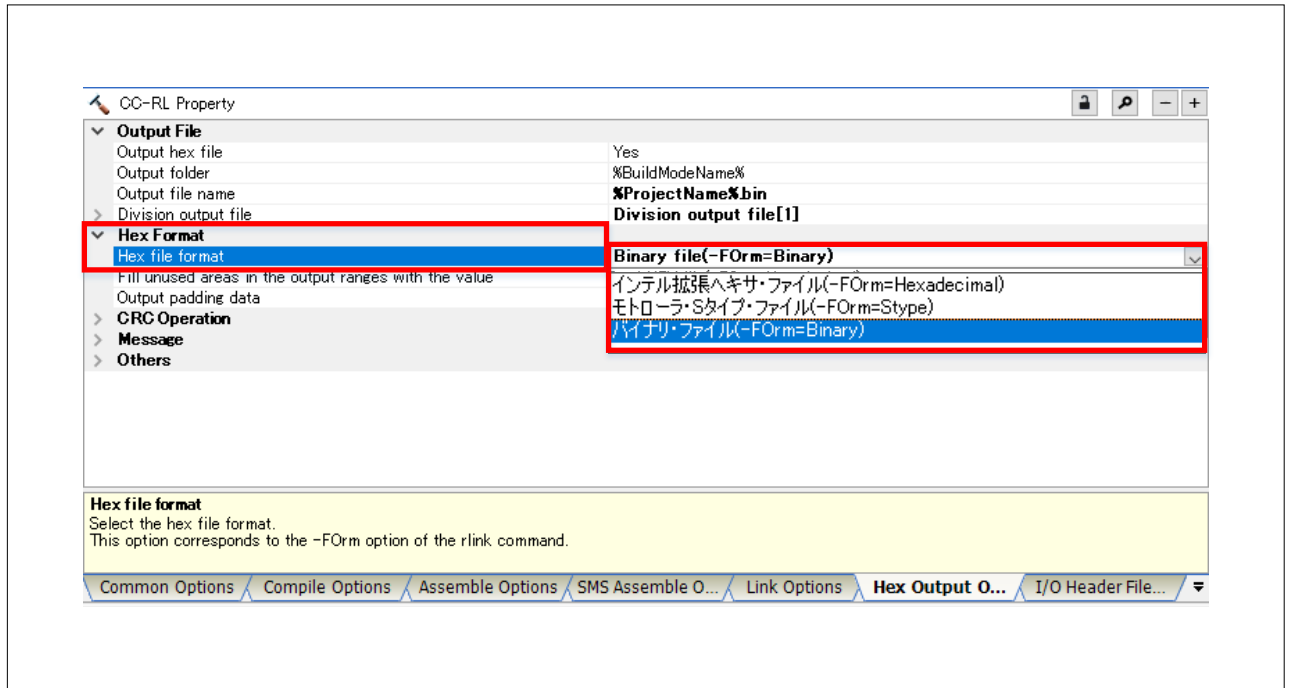 CC-RL Property
Output File
Output hex file Yes
Output folder %BuildModeName%
Output file name %ProjectName%.bin
Division output file Division output file[1]
Hex Format
Hex file format Binary file(-FOrm=Binary)
Fill unused areas in the output ranges with the value
インテル拡張ヘキサ・ファイル(-FOrm=Hexadecimal)
Output padding data モトローラ・Sタイプ・ファイル(-FOrm=Stype)
CRC Operation バイナリ・ファイル(-FOrm=Binary)
Message
Others
Hex file format
Select the hex file format.
This option corresponds to the -FOrm option of the rlink command.
Common Options Compile Options Assemble Options SMS Assemble O... Link Options Hex Output O... I/O Header File...